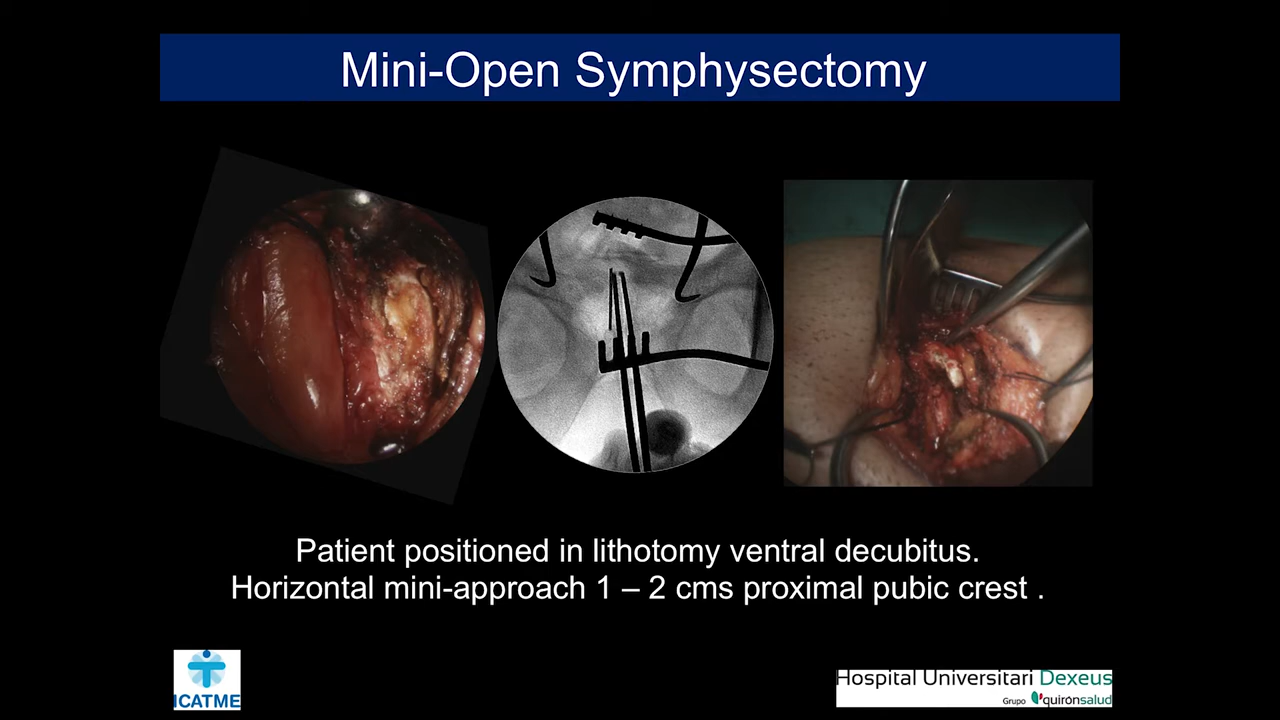 Mini-Open Symphysectomy
Patient positioned in lithotomy ventral decubitus.
Horizontal mini-approach 1 – 2 cms proximal pubic crest .
ICATME
Hospital Universitari Dexeus
Grupo quirónsalud